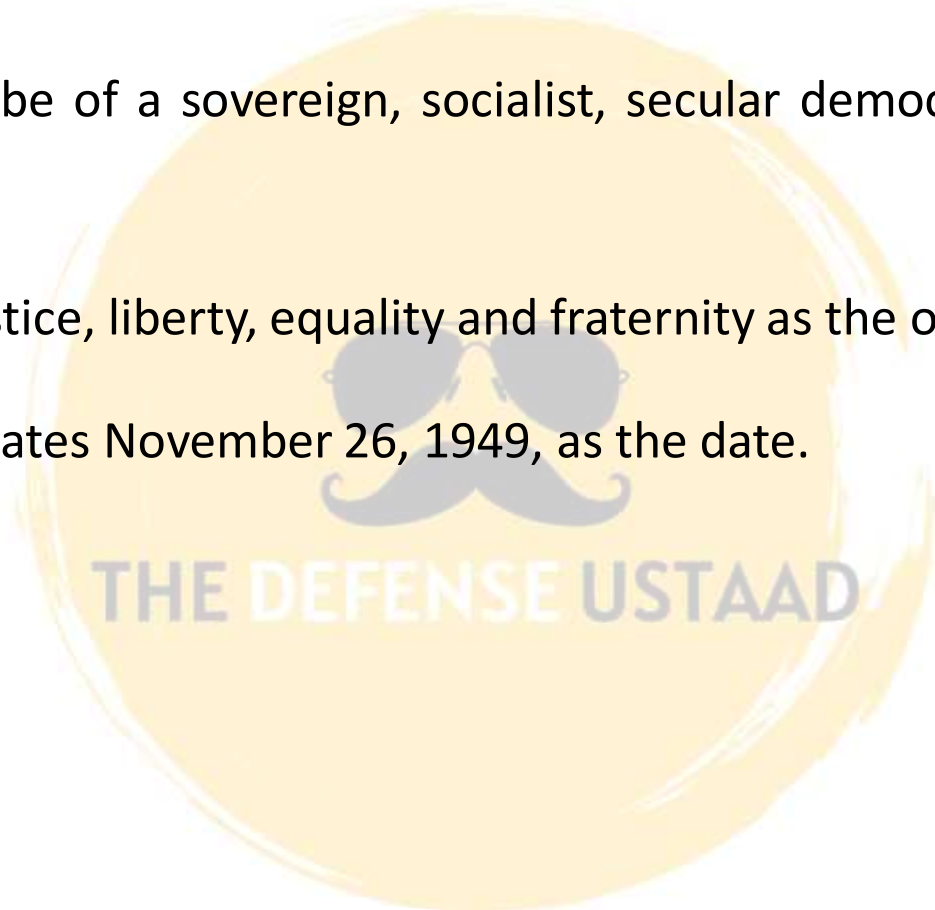 be of a sovereign, socialist, secular democ
tice, liberty, equality and fraternity as the o
ates November 26, 1949, as the date.
THE DEFENSE USTAAD